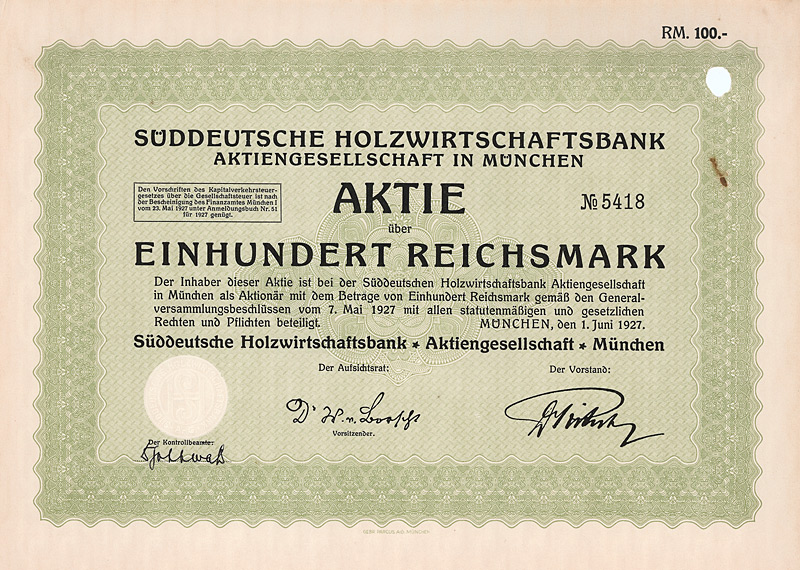 RM. 100.-
SÜDDEUTSCHE HOLZWIRTSCHAFTSBANK
AKTIENGESELLSCHAFT IN MÜNCHEN
Den Vorschriften des Kapitalverkehrsteuer-
gesetzes über die Gesellschaftsteuer ist nach
der Bescheinigung des Finanzamtes München I
vom 23. Mai 1927 unter Anmeldungsbuch Nr. 51
für 1927 genügt.
AKTIE
№ 5418
über
EINHUNDERT REICHSMARK
Der Inhaber dieser Aktie ist bei der Süddeutschen Holzwirtschaftsbank Aktiengesellschaft
in München als Aktionär mit dem Betrage von Einhundert Reichsmark gemäß den General-
versammlungsbeschlüssen vom 7. Mai 1927 mit allen statutenmäßigen und gesetzlichen
Rechten und Pflichten beteiligt. MÜNCHEN, den 1. Juni 1927.
Süddeutsche Holzwirtschaftsbank ★ Aktiengesellschaft ★ München
Der Aufsichtsrat:
Der Vorstand:
Dr W. v. Borscht
Vorsitzender.
Der Kontrollbeamte: